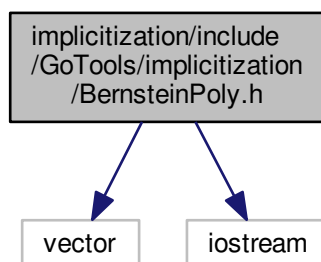 implicitization/include
/GoTools/implicitization
/BernsteinPoly.h
vector
iostream